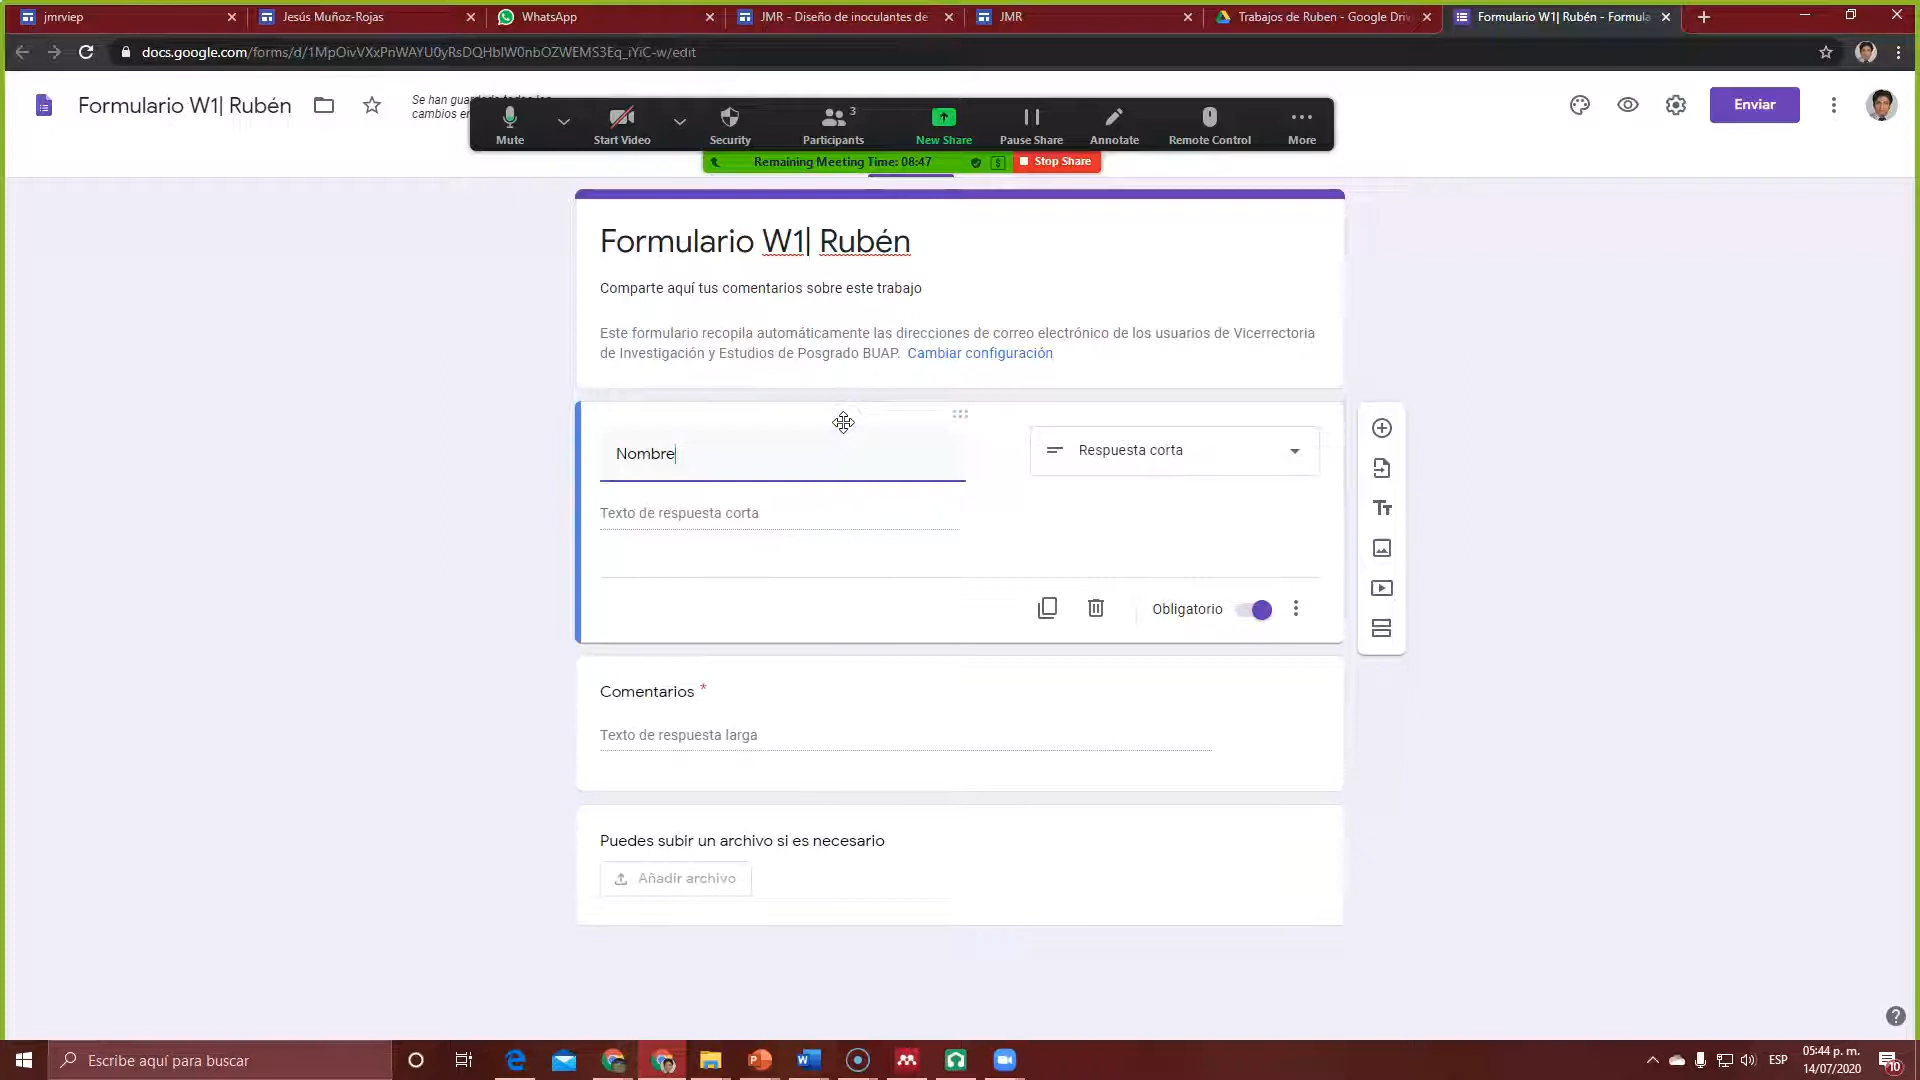 jmrviep
Jesús Muñoz-Rojas
WhatsApp
JMR - Diseño de inoculantes de
JMR
Trabajos de Ruben - Google Driv
Formulario W1| Rubén - Formula
docs.google.com/forms/d/
/edit
Formulario W1| Rubén
Se han
cambios en
Mute
Start Video
Security
Participants
3
New Share
Pause Share
Annotate
Remote Control
More
Enviar
Remaining Meeting Time: 08:47
Stop Share
Formulario W1| Rubén
Comparte aquí tus comentarios sobre este trabajo
Este formulario recopila automáticamente las direcciones de correo electrónico de los usuarios de Vicerrectoria
de Investigación y Estudios de Posgrado BUAP. Cambiar configuración
Nombre
Respuesta corta
Texto de respuesta corta
Obligatorio
Comentarios *
Texto de respuesta larga
Puedes subir un archivo si es necesario
Añadir archivo
Escribe aquí para buscar
ESP
05:44 p. m.
14/07/2020
10